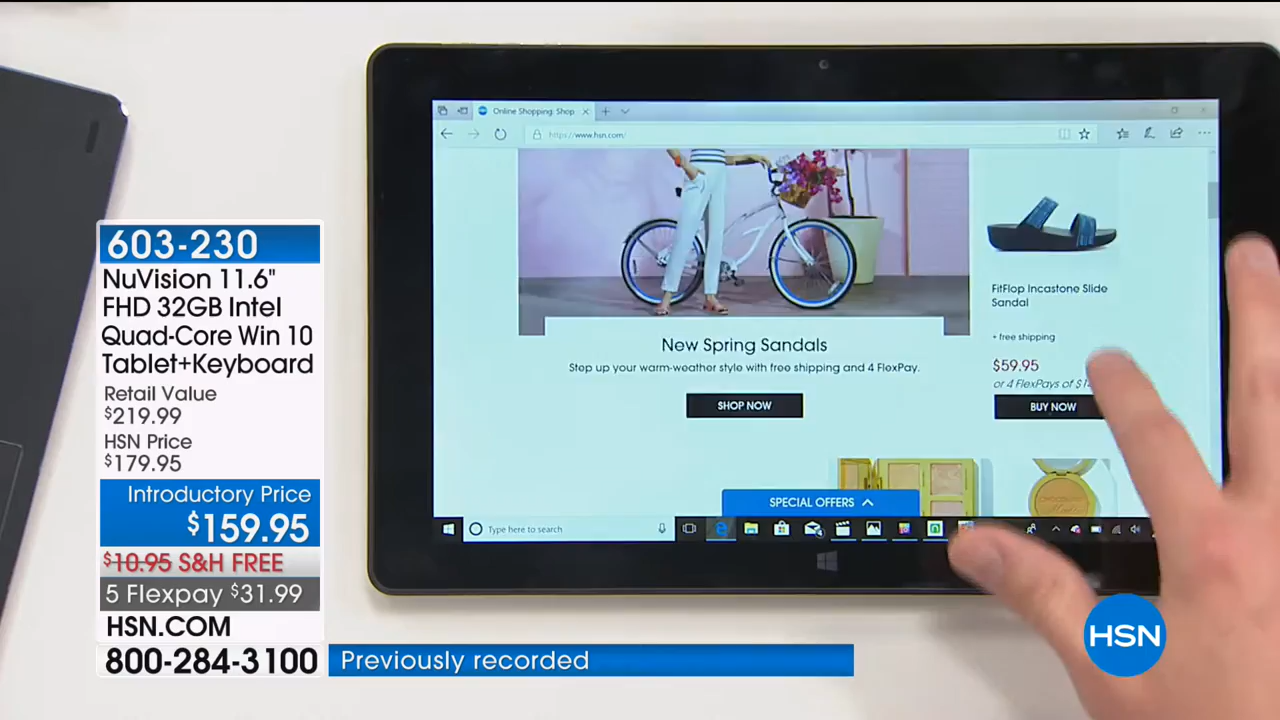 603-230
NuVision 11.6"
FHD 32GB Intel
Quad-Core Win 10
Tablet+Keyboard
Retail Value
$219.99
HSN Price
$179.95
Introductory Price
$159.95
$10.95 S&H FREE
5 Flexpay $31.99
HSN.COM
800-284-3100
Previously recorded
HSN
Online Shopping: Shop
https://www.hsn.com/
New Spring Sandals
Step up your warm-weather style with free shipping and 4 FlexPay.
SHOP NOW
FitFlop Incastone Slide
Sandal
+ free shipping
$59.95
or 4 FlexPays of
BUY NOW
SPECIAL OFFERS
Type here to search